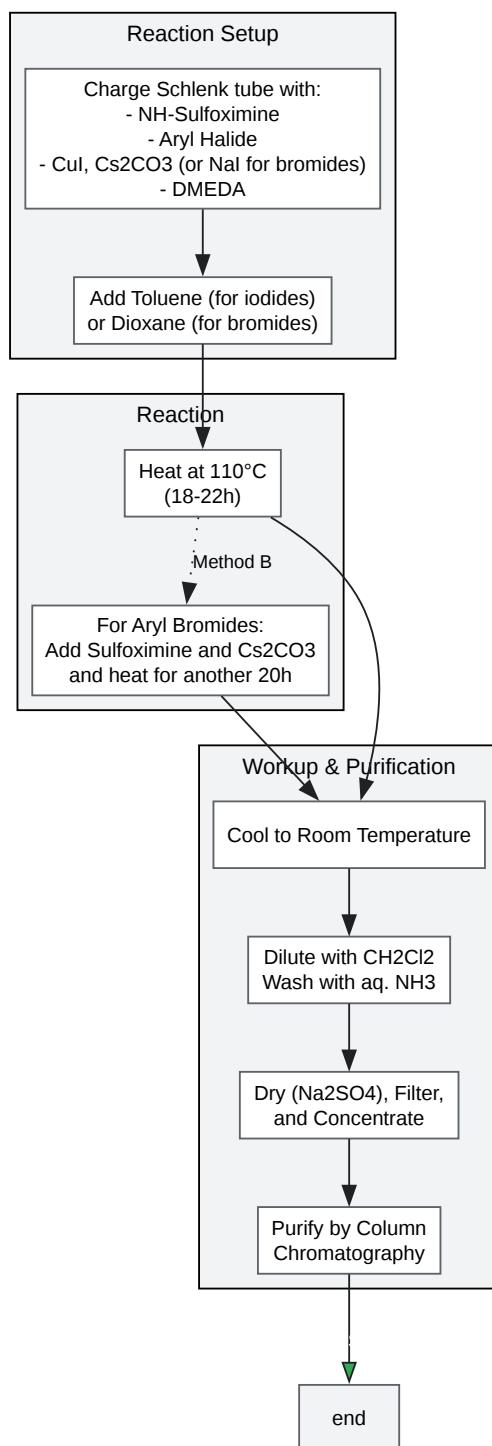 Reaction Setup
Charge Schlenk tube with:
- NH-Sulfoximine
- Aryl Halide
- CuI, Cs2CO3 (or NaI for bromides)
- DMEDA
Add Toluene (for iodides)
or Dioxane (for bromides)
Reaction
Heat at 110°C
(18-22h)
Method B
For Aryl Bromides:
Add Sulfoximine and Cs2CO3
and heat for another 20h
Workup & Purification
Cool to Room Temperature
Dilute with CH2Cl2
Wash with aq. NH3
Dry (Na2SO4), Filter,
and Concentrate
Purify by Column
Chromatography
end